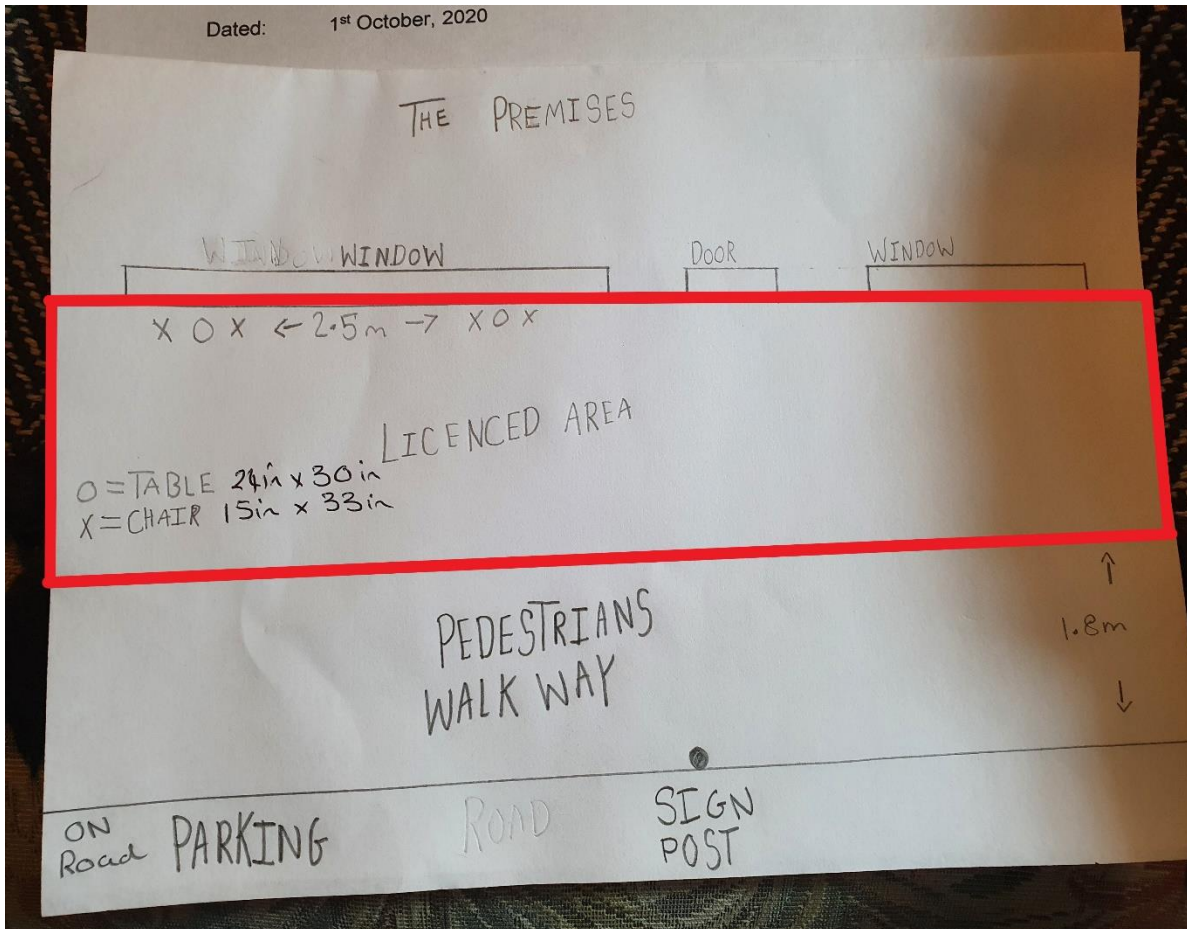 Dated: 1st October, 2020
THE PREMISES
WINDOW WINDOW
DOOR
WINDOW
X O X ← 2.5m → X O X
LICENCED AREA
O = TABLE 24in x 30in
X = CHAIR 15in x 33in
PEDESTRIANS
WALK WAY
1.8m
ON
Road
PARKING
ROAD
SIGN
POST